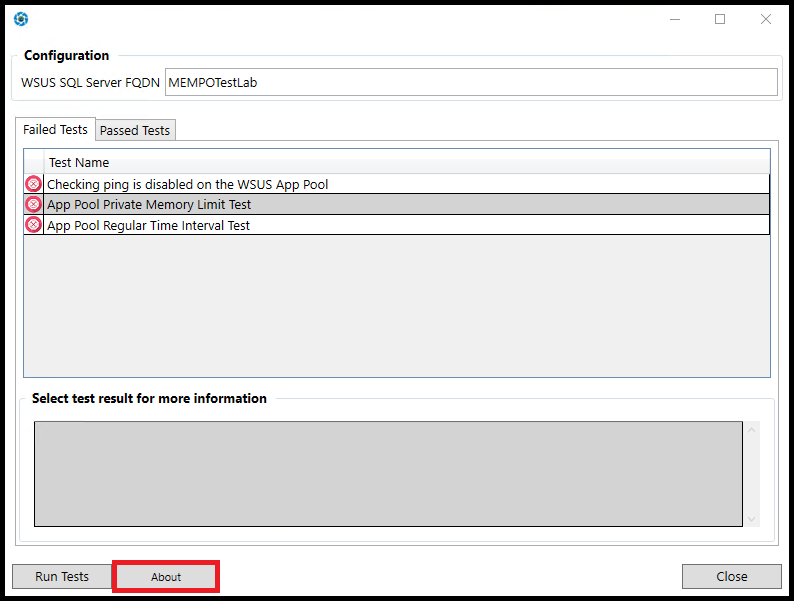 Configuration
WSUS SQL Server FQDN MEMPOTestLab
Failed Tests Passed Tests
Test Name
Checking ping is disabled on the WSUS App Pool
App Pool Private Memory Limit Test
App Pool Regular Time Interval Test
Select test result for more information
Run Tests About Close